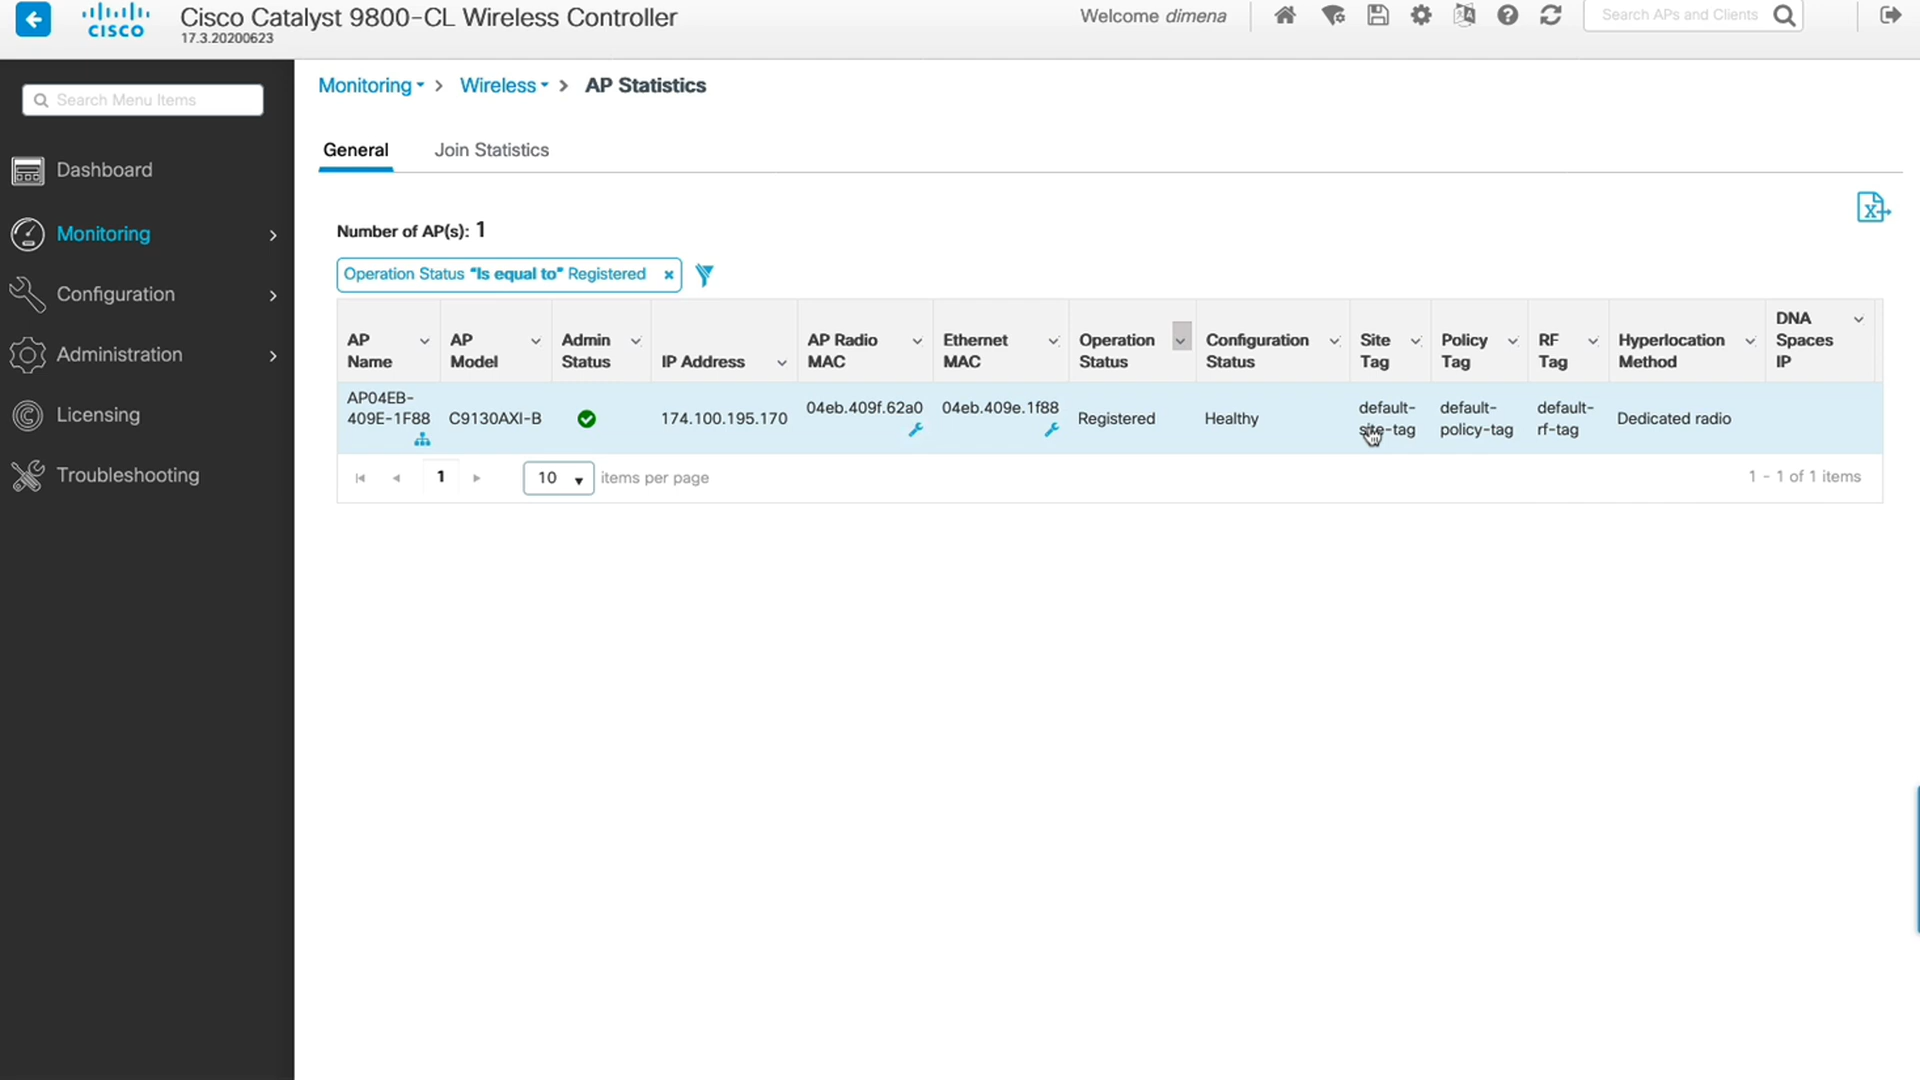 Cisco Catalyst 9800-CL Wireless Controller
17.3.20200623
CISCO
Welcome dimena
Search APs and Clients
Search Menu Items
Dashboard
Monitoring
Configuration
Administration
Licensing
Troubleshooting
Monitoring > Wireless > AP Statistics
General Join Statistics
Number of AP(s): 1
Operation Status "Is equal to" Registered ×
AP Name
AP Model
Admin Status
IP Address
AP Radio MAC
Ethernet MAC
Operation Status
Configuration Status
Site Tag
Policy Tag
RF Tag
Hyperlocation Method
DNA Spaces IP
AP04EB-
409E-1F88
C9130AXI-B
174.100.195.170
04eb.409f.62a0
04eb.409e.1f88
Registered
Healthy
default-
site-tag
default-
policy-tag
default-
rf-tag
Dedicated radio
1
10 items per page
1 - 1 of 1 items